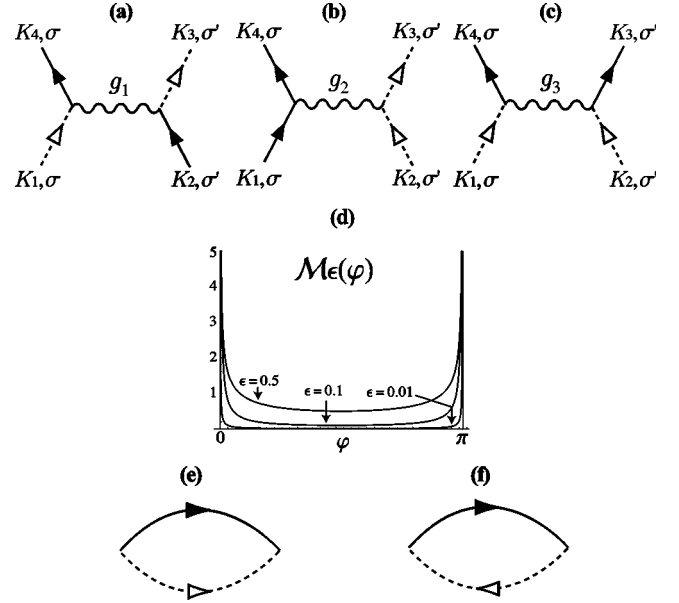 (a) (b) (c)
K₄,σ K₃,σ' K₄,σ K₃,σ' K₄,σ K₃,σ'
g₁ g₂ g₃
K₁,σ K₂,σ' K₁,σ K₂,σ' K₁,σ K₂,σ'
(d)
5
ℳϵ(φ)
4
3
2
ϵ=0.5 ϵ=0.1 ϵ=0.01
1
0 φ π
(e) (f)